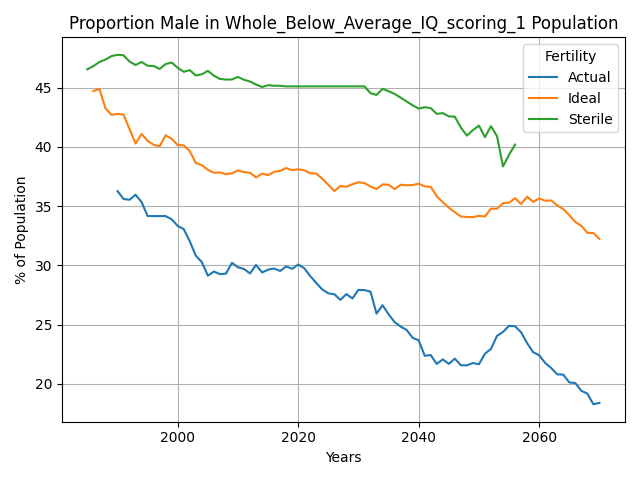 Proportion Male in Whole_Below_Average_IQ_scoring_1 Population
Fertility
Actual
Ideal
Sterile
% of Population
45
40
35
30
25
20
2000
2020
2040
2060
Years